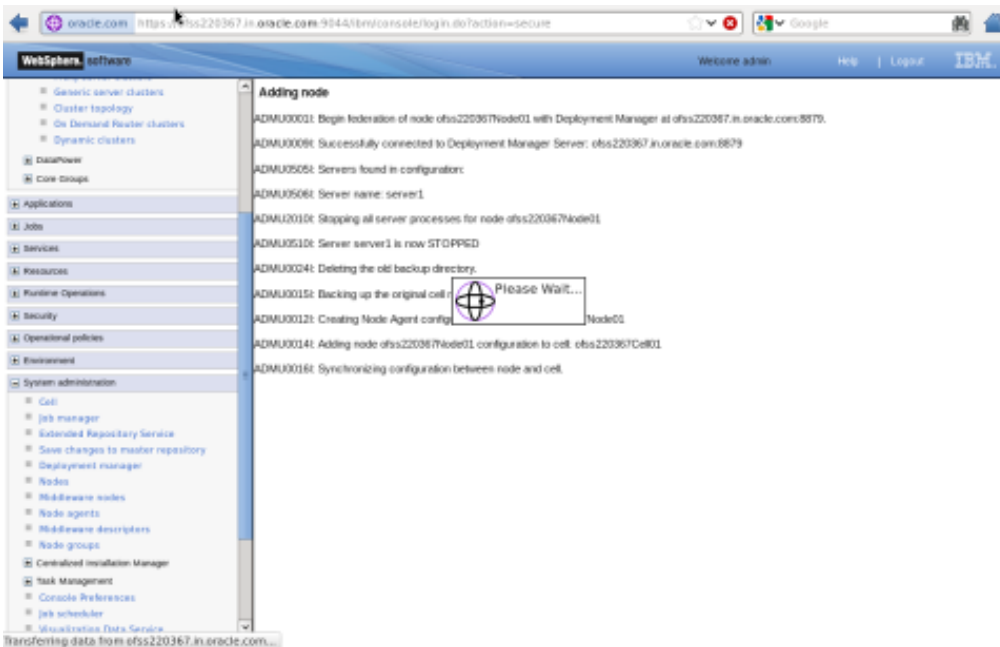 oracle.com https://ofss220367.in.oracle.com:9044/ibm/console/login.do?action=secure
Google
WebSphere. software
Welcome admin
Help | Logout
IBM.
Generic server clusters
Cluster topology
On Demand Router clusters
Dynamic clusters
DataPower
Core Groups
Applications
Jobs
Services
Resources
Runtime Operations
Security
Operational policies
Environment
System administration
Cell
Job manager
Extended Repository Service
Save changes to master repository
Deployment manager
Nodes
Middleware nodes
Node agents
Middleware descriptors
Node groups
Centralized Installation Manager
Task Management
Console Preferences
Job scheduler
Visualization Data Service
Adding node
ADMU0001I: Begin federation of node ofss220367Node01 with Deployment Manager at ofss220367.in.oracle.com:8879.
ADMU0009I: Successfully connected to Deployment Manager Server: ofss220367.in.oracle.com:8879
ADMU0505I: Servers found in configuration:
ADMU0506I: Server name: server1
ADMU2010I: Stopping all server processes for node ofss220367Node01
ADMU0510I: Server server1 is now STOPPED
ADMU0024I: Deleting the old backup directory.
ADMU0015I: Backing up the original cell
ADMU0012I: Creating Node Agent config Node01
ADMU0014I: Adding node ofss220367Node01 configuration to cell: ofss220367Cell01
ADMU0016I: Synchronizing configuration between node and cell.
Please Wait...
Transferring data from ofss220367.in.oracle.com...